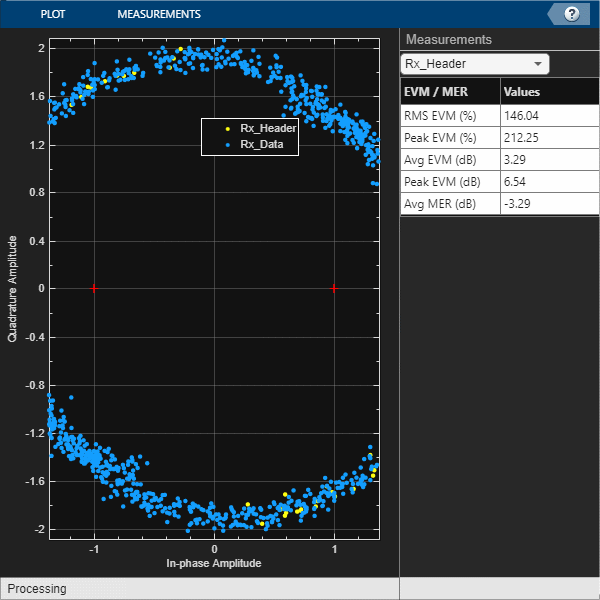 PLOT MEASUREMENTS ?
Measurements
Rx_Header
EVM / MER Values
RMS EVM (%) 146.04
Peak EVM (%) 212.25
Avg EVM (dB) 3.29
Peak EVM (dB) 6.54
Avg MER (dB) -3.29
Quadrature Amplitude
2
1.6
1.2
0.8
0.4
0
-0.4
-0.8
-1.2
-1.6
-2
Rx_Header
Rx_Data
-1 0 1
In-phase Amplitude
Processing